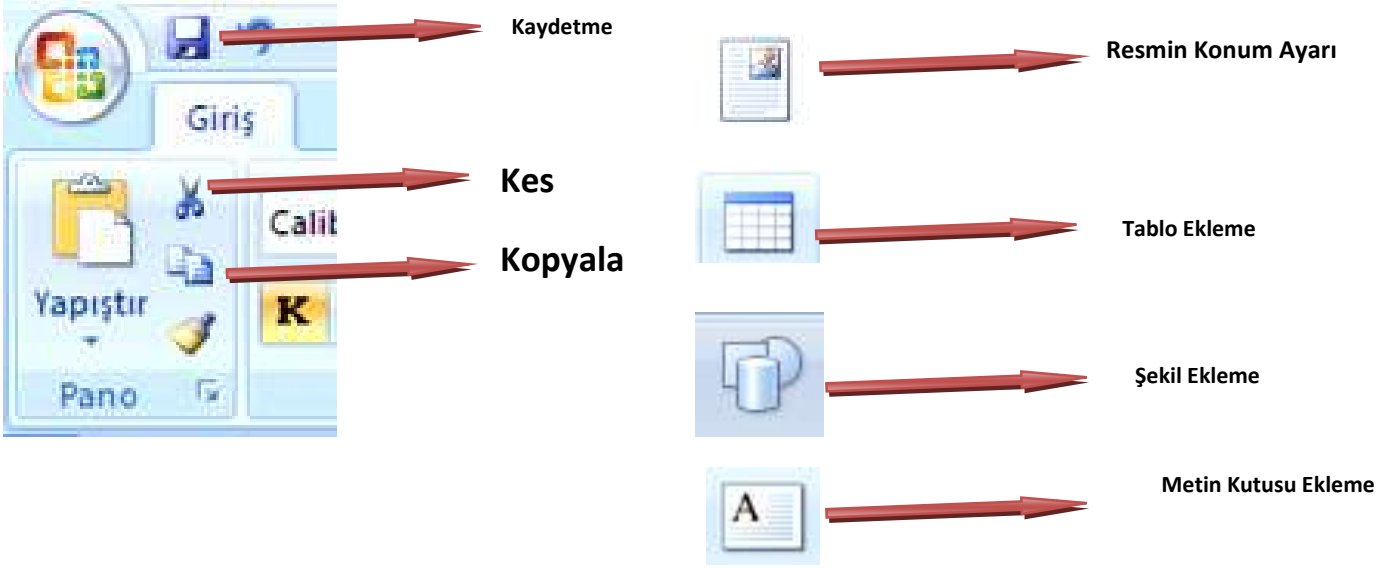 Kaydetme
Giriş
Kes
Calib
Kopyala
Yapıştır
K
Pano
Resmin Konum Ayarı
Tablo Ekleme
Şekil Ekleme
A
Metin Kutusu Ekleme